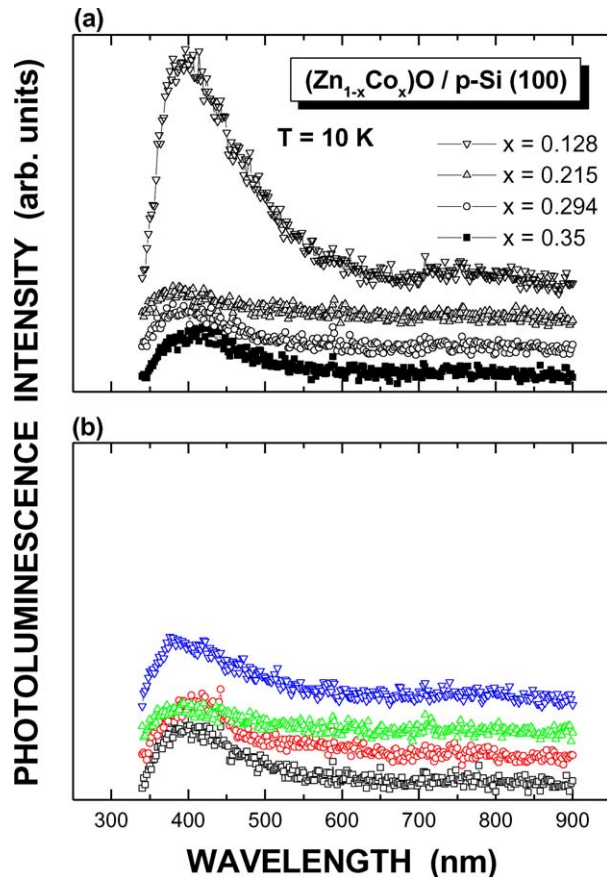 (a)
(Zn1-xCox)O / p-Si (100)
T = 10 K
x = 0.128
x = 0.215
x = 0.294
x = 0.35
PHOTOLUMINESCENCE INTENSITY (arb. units)
(b)
300 400 500 600 700 800 900
WAVELENGTH (nm)